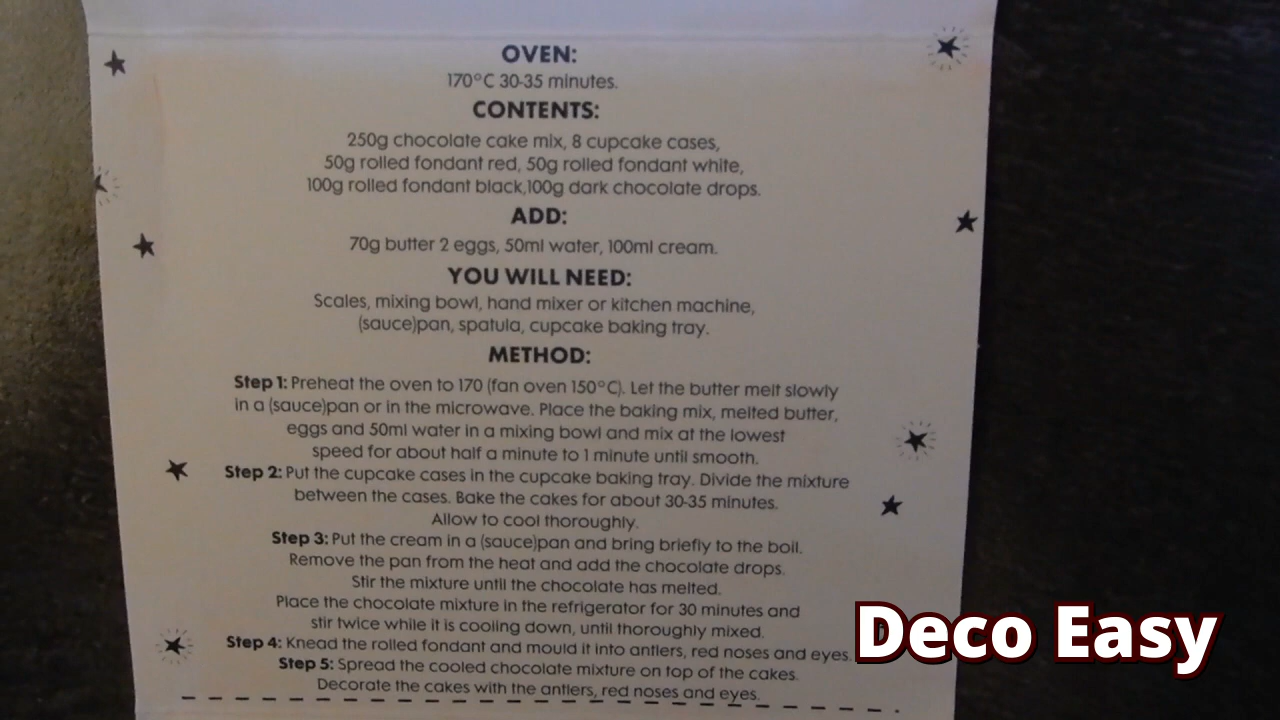 OVEN:
170°C 30-35 minutes.
CONTENTS:
250g chocolate cake mix, 8 cupcake cases,
50g rolled fondant red, 50g rolled fondant white,
100g rolled fondant black,100g dark chocolate drops.
ADD:
70g butter 2 eggs, 50ml water, 100ml cream.
YOU WILL NEED:
Scales, mixing bowl, hand mixer or kitchen machine,
(sauce)pan, spatula, cupcake baking tray.
METHOD:
Step 1: Preheat the oven to 170 (fan oven 150°C). Let the butter melt slowly
in a (sauce)pan or in the microwave. Place the baking mix, melted butter,
eggs and 50ml water in a mixing bowl and mix at the lowest
speed for about half a minute to 1 minute until smooth.
Step 2: Put the cupcake cases in the cupcake baking tray. Divide the mixture
between the cases. Bake the cakes for about 30-35 minutes.
Allow to cool thoroughly.
Step 3: Put the cream in a (sauce)pan and bring briefly to the boil.
Remove the pan from the heat and add the chocolate drops.
Stir the mixture until the chocolate has melted.
Place the chocolate mixture in the refrigerator for 30 minutes and
stir twice while it is cooling down, until thoroughly mixed.
Step 4: Knead the rolled fondant and mould it into antlers, red noses and eyes.
Step 5: Spread the cooled chocolate mixture on top of the cakes.
Decorate the cakes with the antlers, red noses and eyes.
Deco Easy